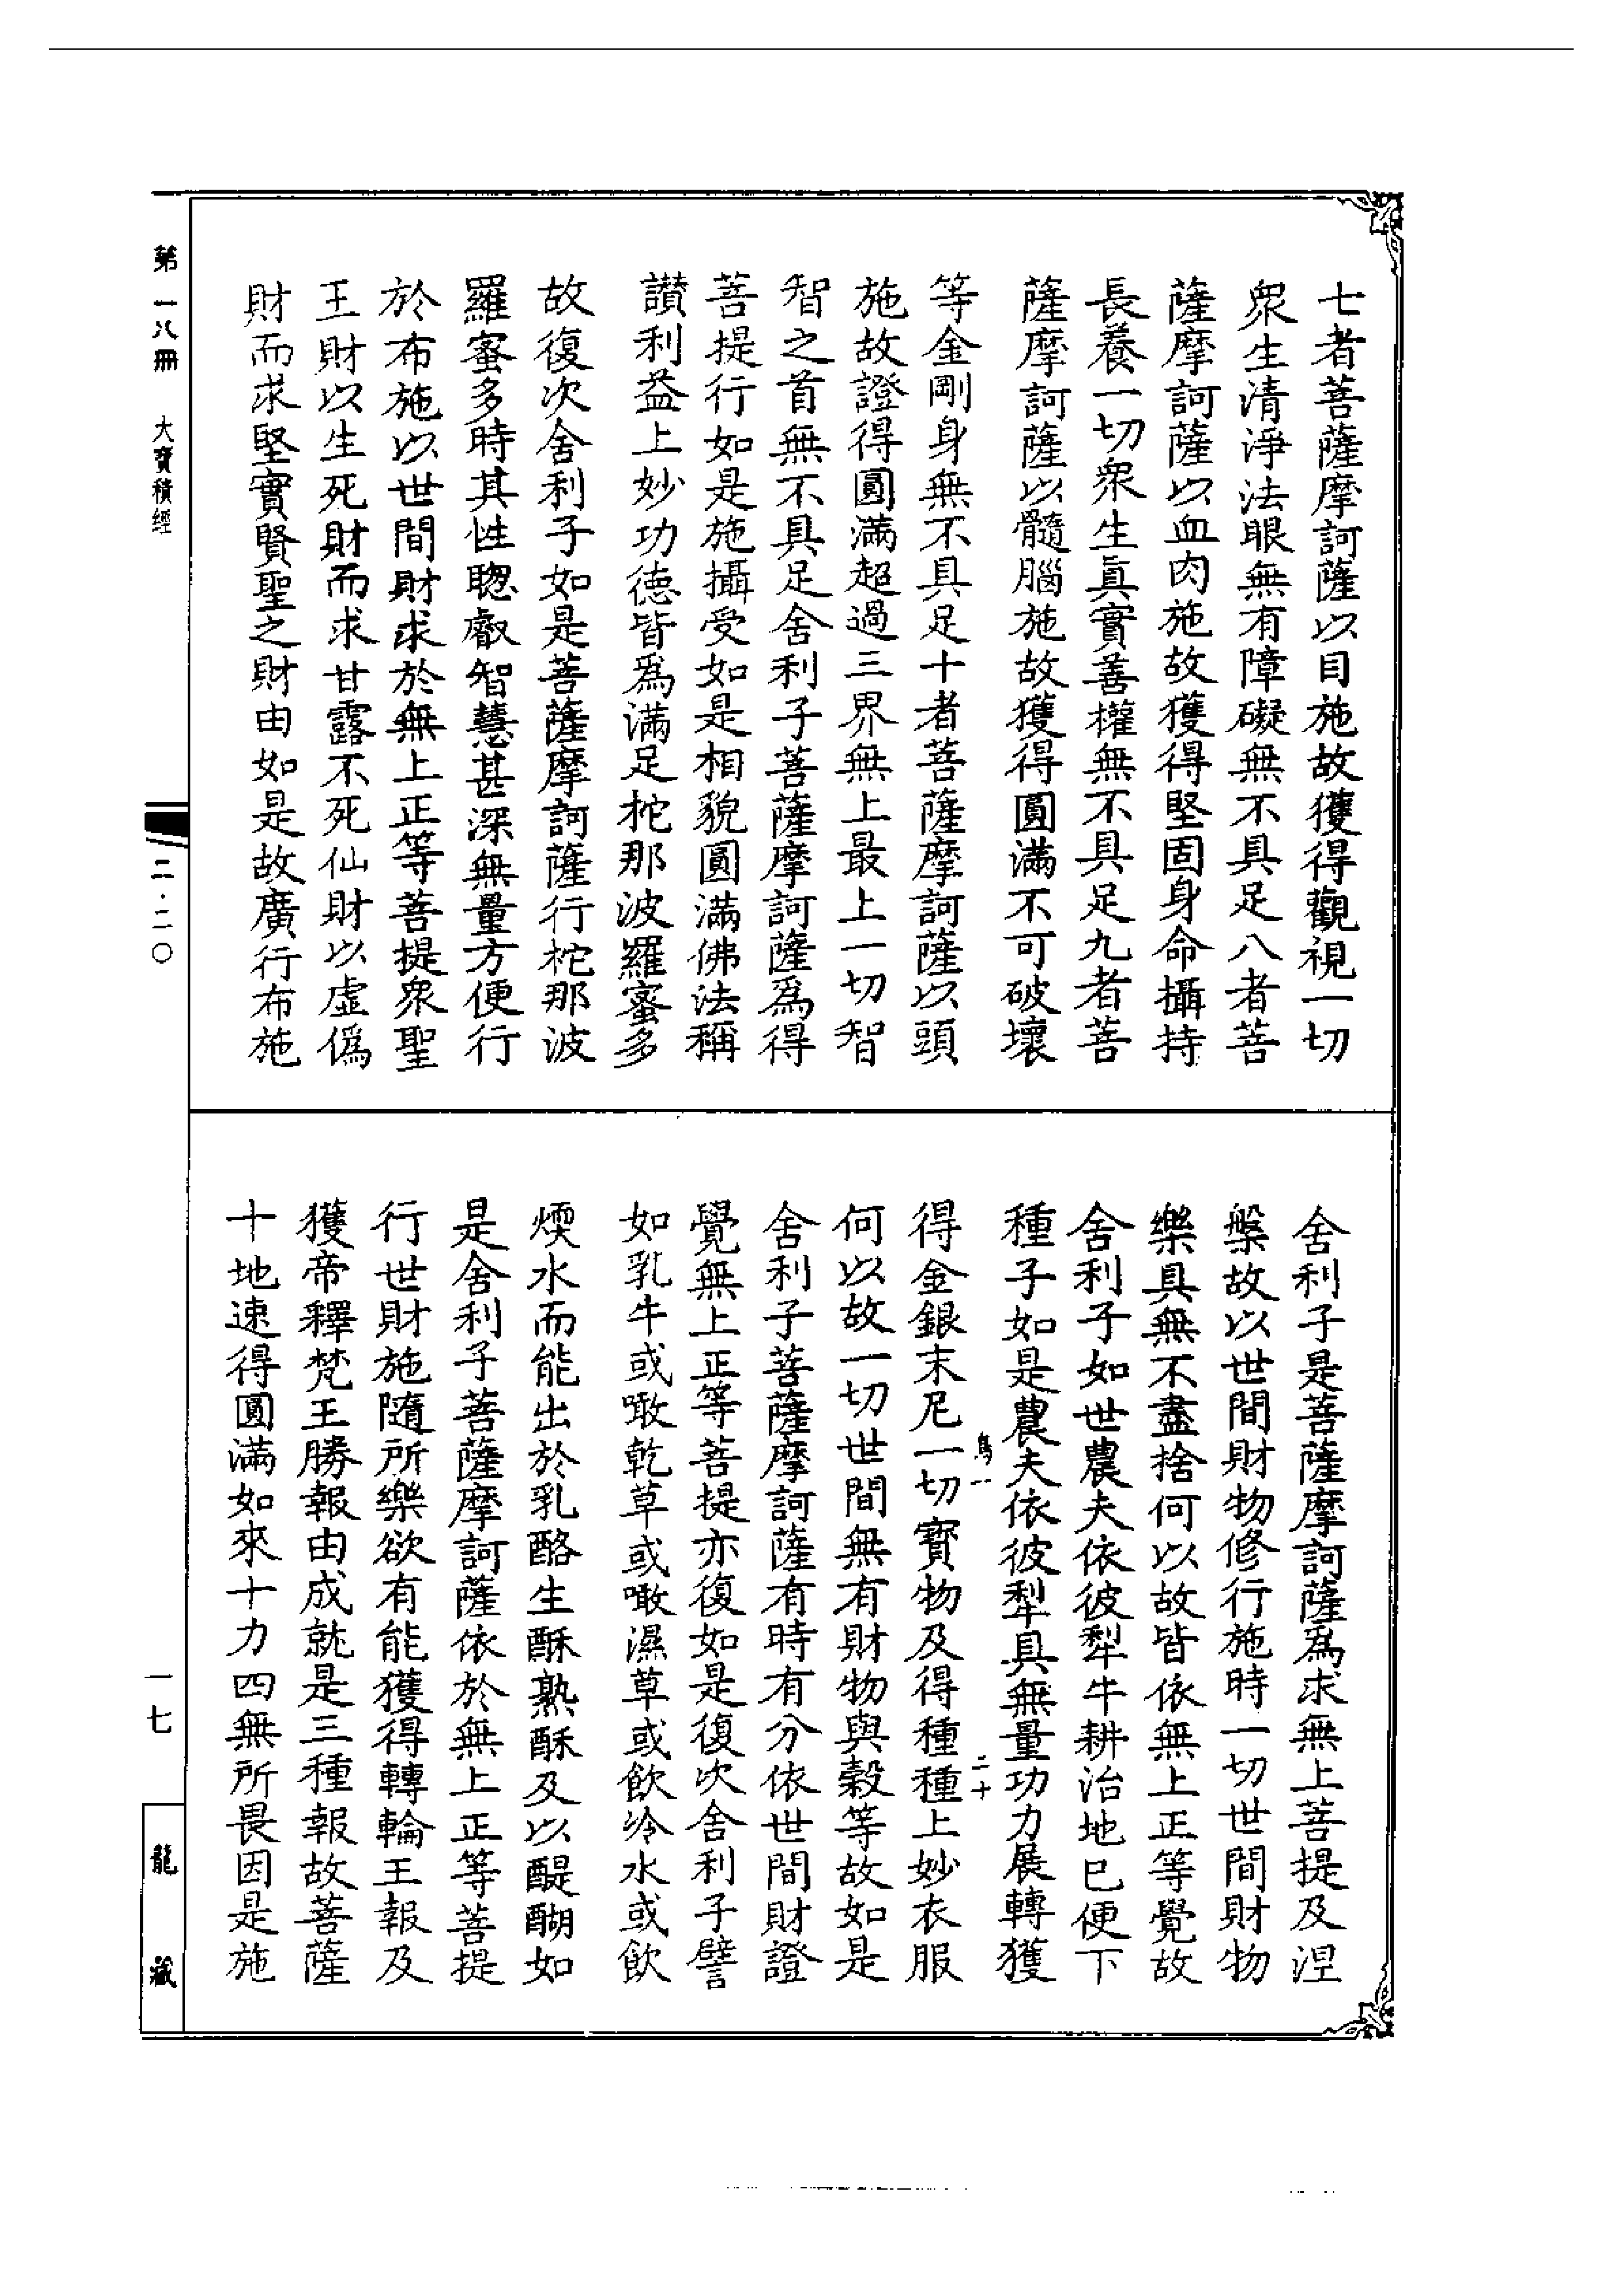 七者菩薩摩訶薩以目施故獲得觀視一切
衆生清淨法眼無有障礙無不具足八者菩
薩摩訶薩以血肉施故獲得堅固身命攝持
長養一切衆生眞實善權無不具足九者菩
薩摩訶薩以髓腦施故獲得圓滿不可破壞
等金剛身無不具足十者菩薩摩訶薩以頭
施故證得圓滿超過三界無上最上一切智
智之首無不具足舍利子菩薩摩訶薩爲得
菩提行如是施攝受如是相貌圓滿佛法稱
讃利益上妙功德皆爲滿足柁那波羅蜜多
故復次舍利子如是菩薩摩訶薩行柁那波
羅蜜多時其性聰叡智慧甚深無量方便行
於布施以世間財求於無上正等菩提衆聖
王財以生死財而求甘露不死仙財以虛僞
財而求堅實賢聖之財由如是故廣行布施
舍利子是菩薩摩訶薩爲求無上菩提及涅
槃故以世間財物修行施時一切世間財物
樂具無不盡捨何以故皆依無上正等覺故
舍利子如世農夫依彼犁牛耕治地已便下
種子如是農夫依彼犁具無量功力展轉獲
鳥一
二十
得金銀末尼一切寶物及得種種上妙衣服
何以故一切世間無有財物與穀等故如是
舍利子菩薩摩訶薩有時有分依世間財證
覺無上正等菩提亦復如是復次舍利子譬
如乳牛或噉乾草或噉濕草或飲冷水或飲
煗水而能出於乳酪生酥熟酥及以醍醐如
是舍利子菩薩摩訶薩依於無上正等菩提
行世財施隨所樂欲有能獲得轉輪王報及
獲帝釋梵王勝報由成就是三種報故菩薩
十地速得圓滿如來十力四無所畏因是施
第一八冊 大寶積經
二·二〇
一七
龍藏